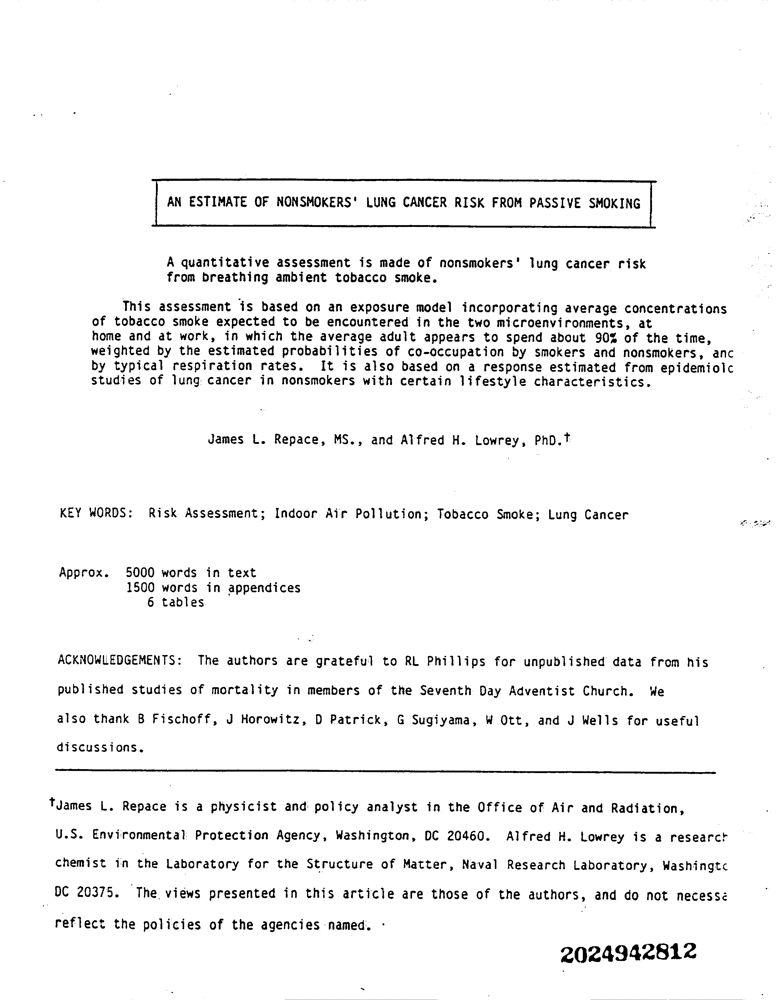 AN ESTIMATE OF NONSMOKERS' LUNG CANCER RISK FROM PASSIVE SMOKING
A quantitative assessment is made of nonsmokers' lung cancer risk
from breathing ambient tobacco smoke.
This assessment is based on an exposure model incorporating average concentrations
of tobacco smoke expected to be encountered in the two microenvironments, at
home and at work, in which the average adult appears to spend about 90% of the time,
weighted by the estimated probabilities of co-occupation by smokers and nonsmokers, anc
by typical respiration rates. It is also based on a response estimated from epidemiolc
studies of lung cancer in nonsmokers with certain lifestyle characteristics.
James L. Repace, MS., and Alfred H. Lowrey, PhD.†
KEY WORDS: Risk Assessment; Indoor Air Pollution; Tobacco Smoke; Lung Cancer
Approx. 5000 words in text
1500 words in appendices
6 tables
ACKNOWLEDGEMENTS: The authors are grateful to RL Phillips for unpublished data from his
published studies of mortality in members of the Seventh Day Adventist Church. We
also thank B Fischoff, J Horowitz, D Patrick, G Sugiyama, W Ott, and J Wells for useful
discussions.
†James L. Repace is a physicist and policy analyst in the Office of Air and Radiation,
U.S. Environmental Protection Agency, Washington, DC 20460. Alfred H. Lowrey is a research
chemist in the Laboratory for the Structure of Matter, Naval Research Laboratory, Washingtc
DC 20375. The views presented in this article are those of the authors, and do not necessa
reflect the policies of the agencies named.
2024942812